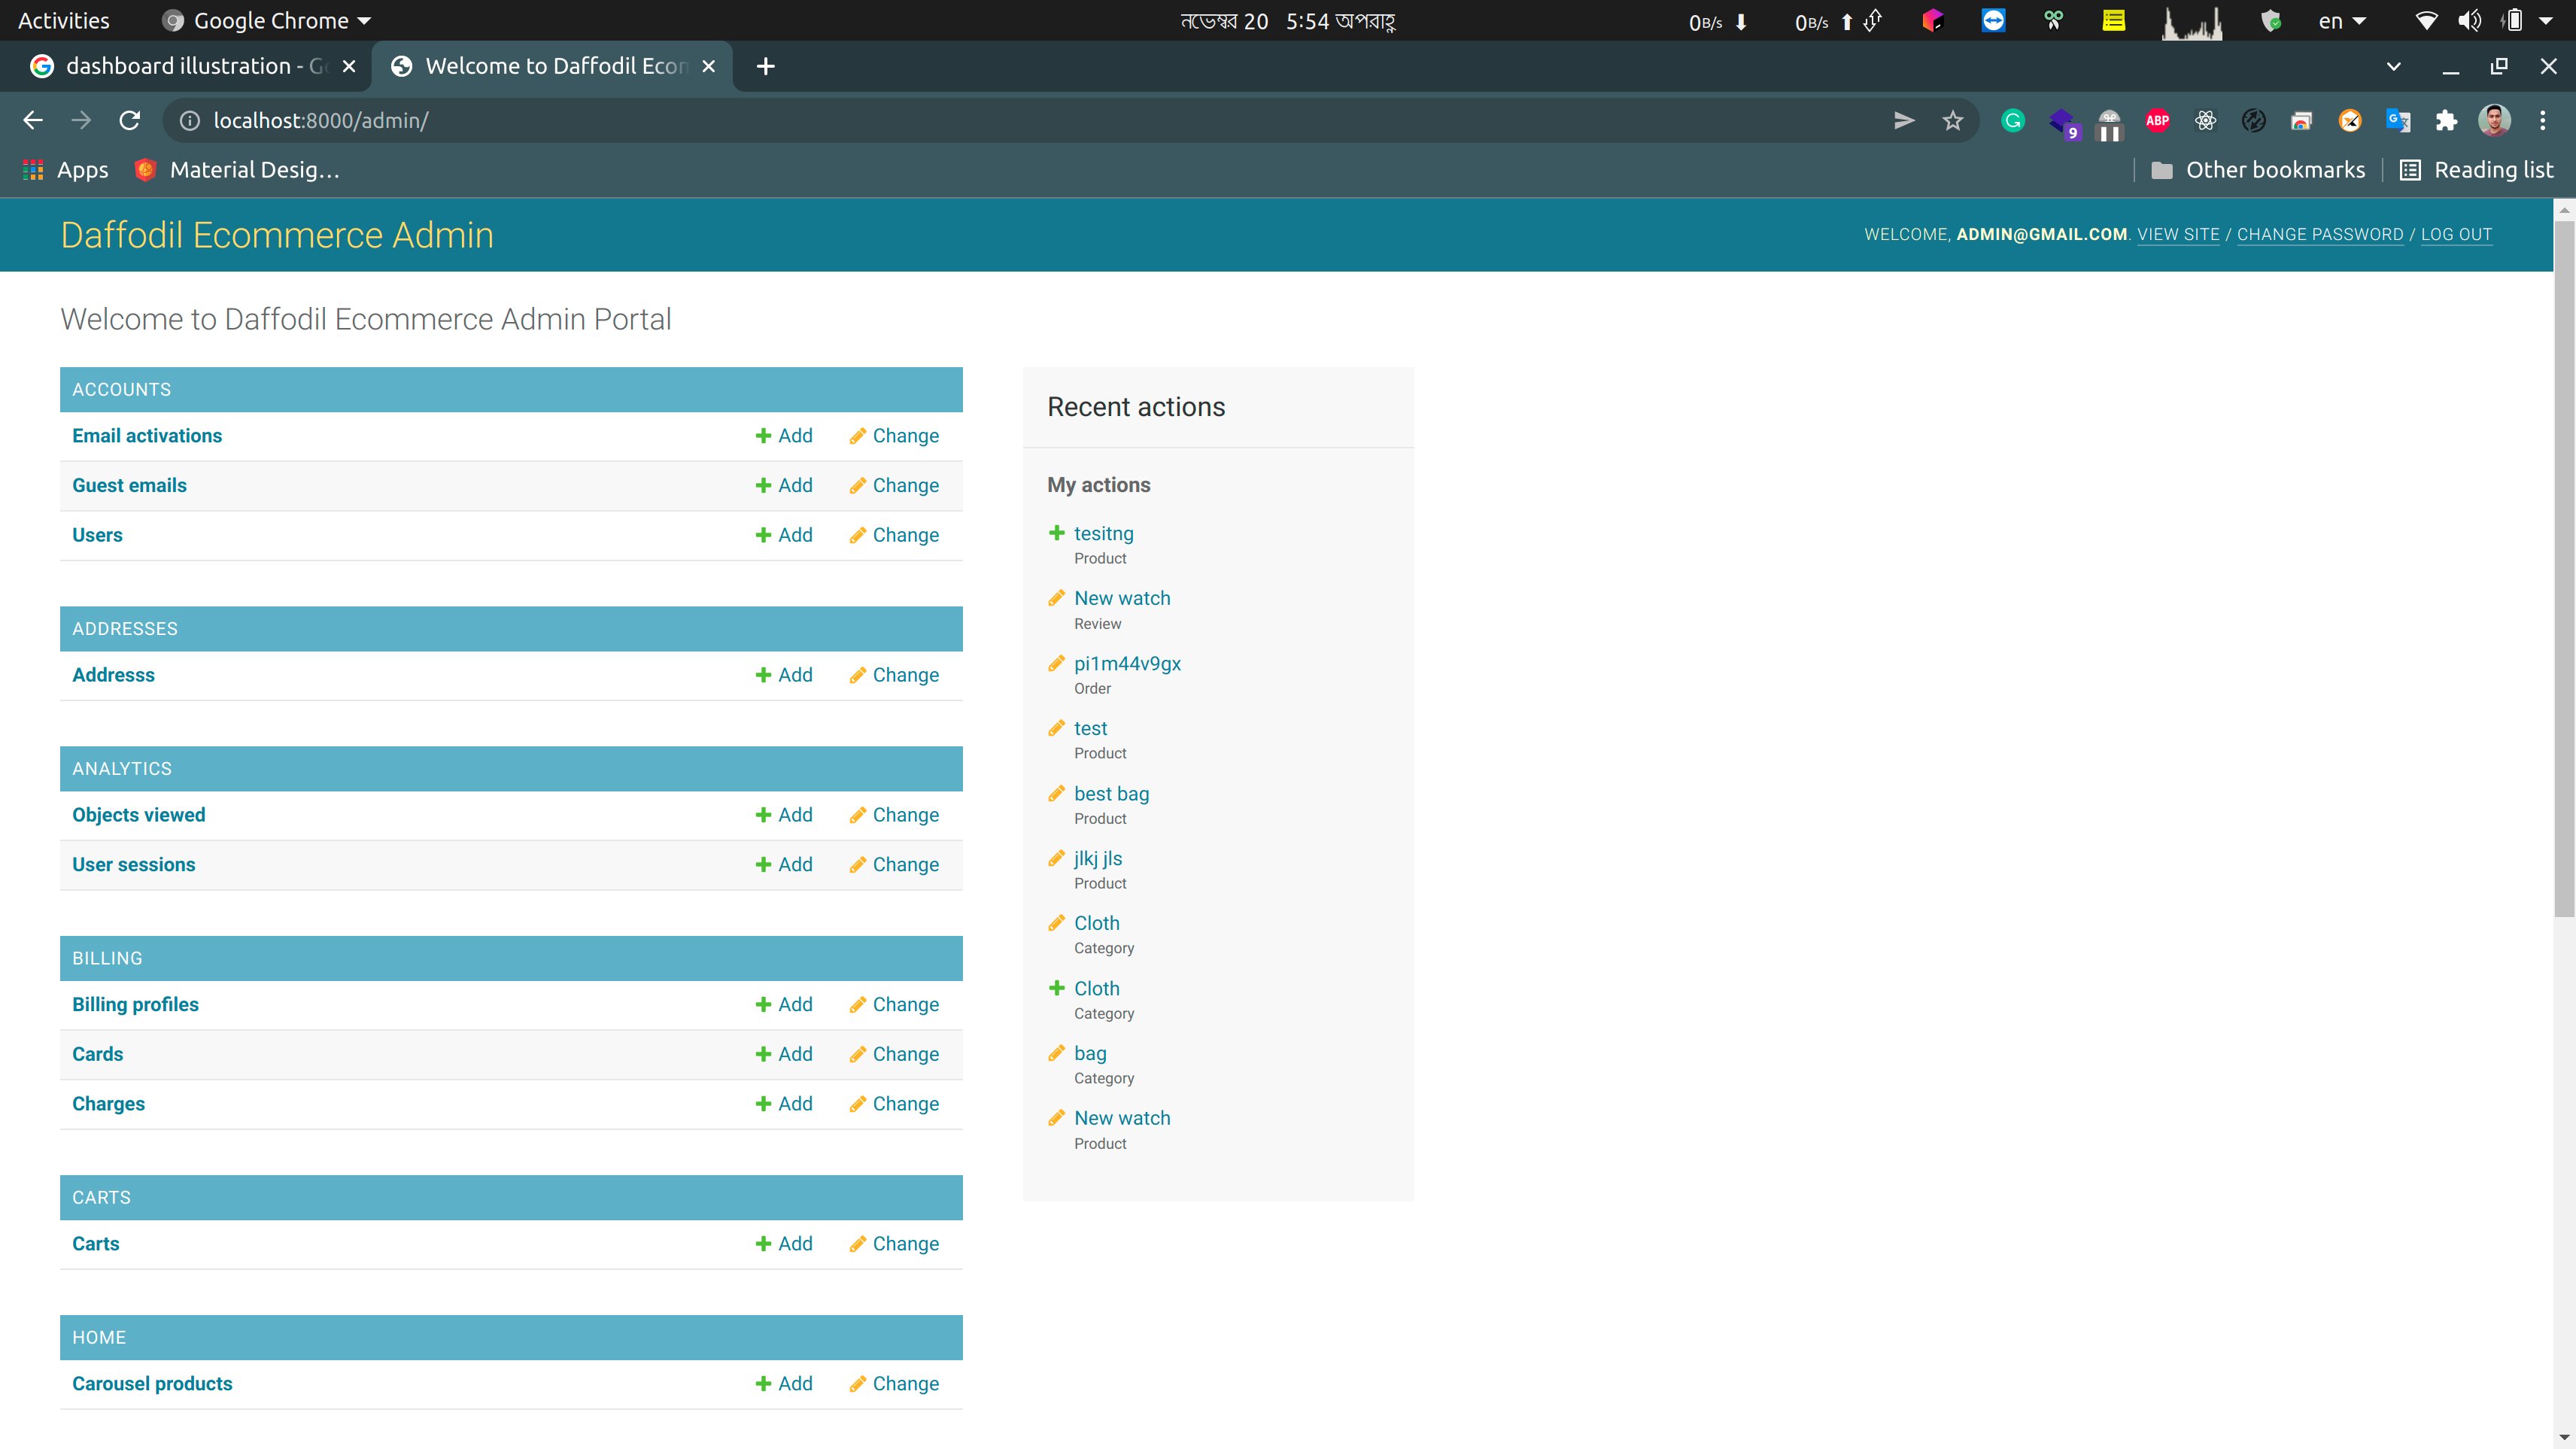 Activities Google Chrome নভেম্বর 20 5:54 অপরাহ্ণ 0B/s 0B/s en
dashboard illustration - Go Welcome to Daffodil Ecom
localhost:8000/admin/ 9 ABP
Apps Material Desig… Other bookmarks Reading list
Daffodil Ecommerce Admin WELCOME, ADMIN@GMAIL.COM. VIEW SITE / CHANGE PASSWORD / LOG OUT
Welcome to Daffodil Ecommerce Admin Portal
ACCOUNTS
Email activations Add Change
Guest emails Add Change
Users Add Change
ADDRESSES
Addresss Add Change
ANALYTICS
Objects viewed Add Change
User sessions Add Change
BILLING
Billing profiles Add Change
Cards Add Change
Charges Add Change
CARTS
Carts Add Change
HOME
Carousel products Add Change
Recent actions
My actions
tesitng
Product
New watch
Review
pi1m44v9gx
Order
test
Product
best bag
Product
jlkj jls
Product
Cloth
Category
Cloth
Category
bag
Category
New watch
Product